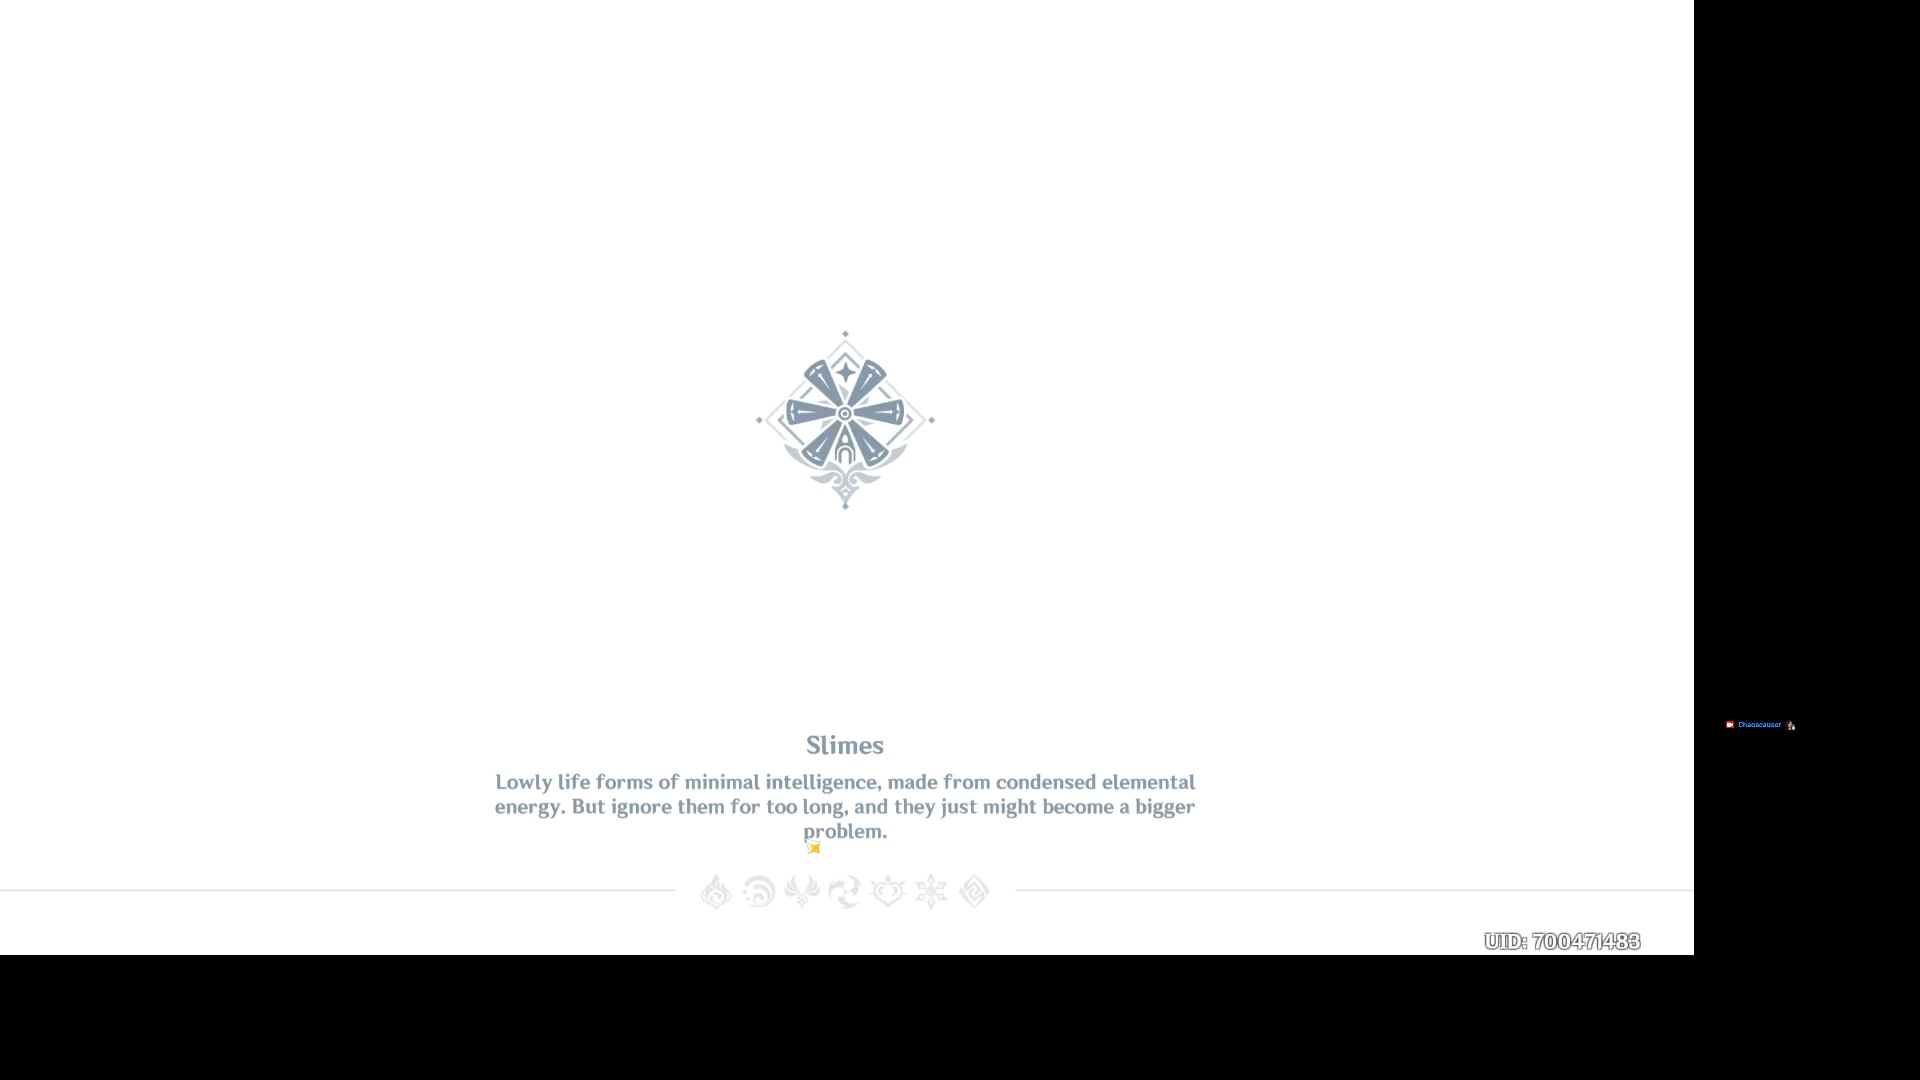 Chaoscauser
Slimes
Lowly life forms of minimal intelligence, made from condensed elemental
energy. But ignore them for too long, and they just might become a bigger
problem.
UID: 700471483